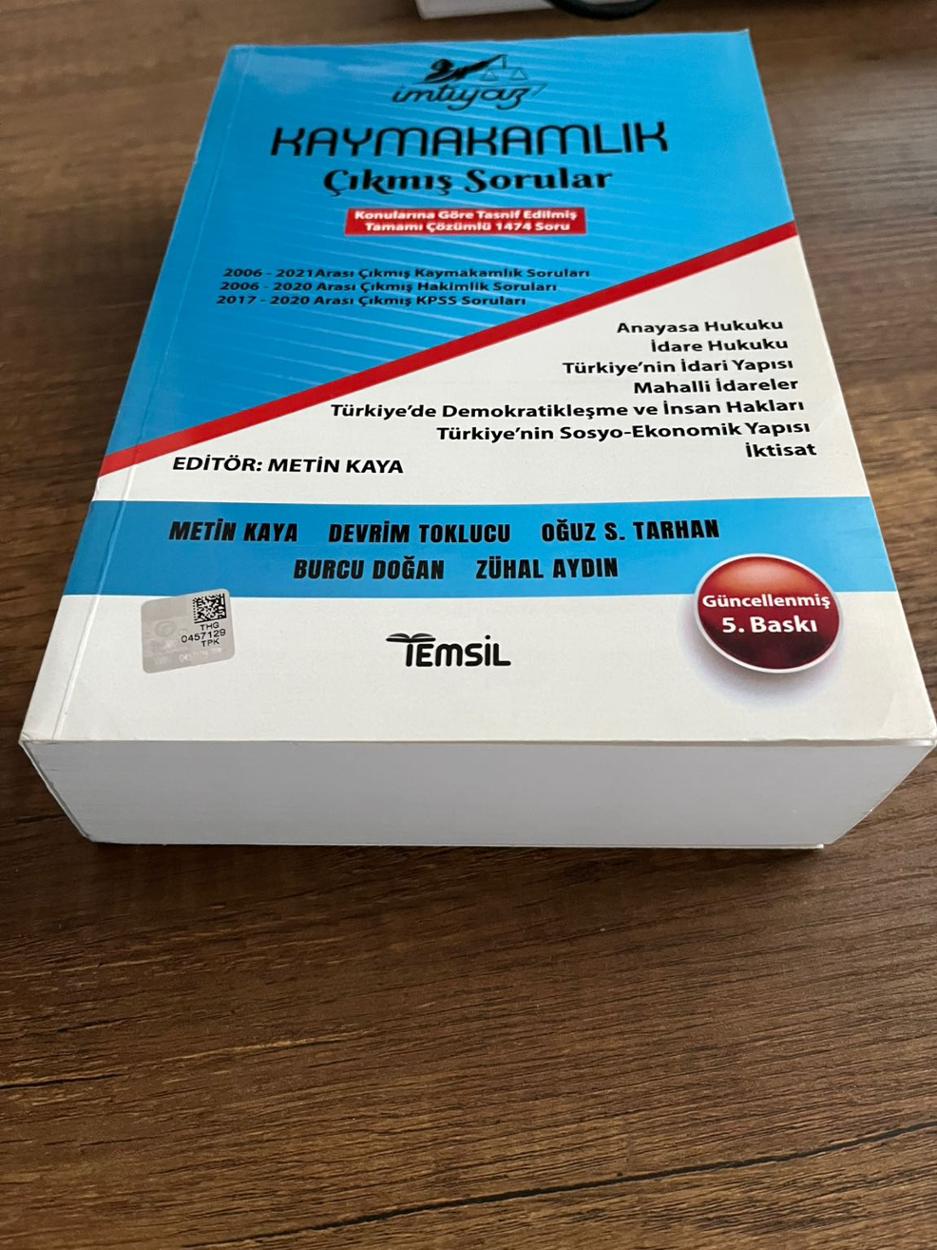 imtiyaz
KAYMAKAMLIK
Çıkmış Sorular
Konularına Göre Tasnif Edilmiş
Tamamı Çözümlü 1474 Soru
2006 - 2021 Arası Çıkmış Kaymakamlık Soruları
2006 - 2020 Arası Çıkmış Hakimlik Soruları
2017 - 2020 Arası Çıkmış KPSS Soruları
Anayasa Hukuku
İdare Hukuku
Türkiye'nin İdari Yapısı
Mahalli İdareler
Türkiye'de Demokratikleşme ve İnsan Hakları
Türkiye'nin Sosyo-Ekonomik Yapısı
İktisat
EDİTÖR: METİN KAYA
METİN KAYA DEVRİM TOKLUCU OĞUZ S. TARHAN
BURCU DOĞAN ZÜHAL AYDIN
Güncellenmiş
5. Baskı
THG
0457129
TPK
TEMSİL